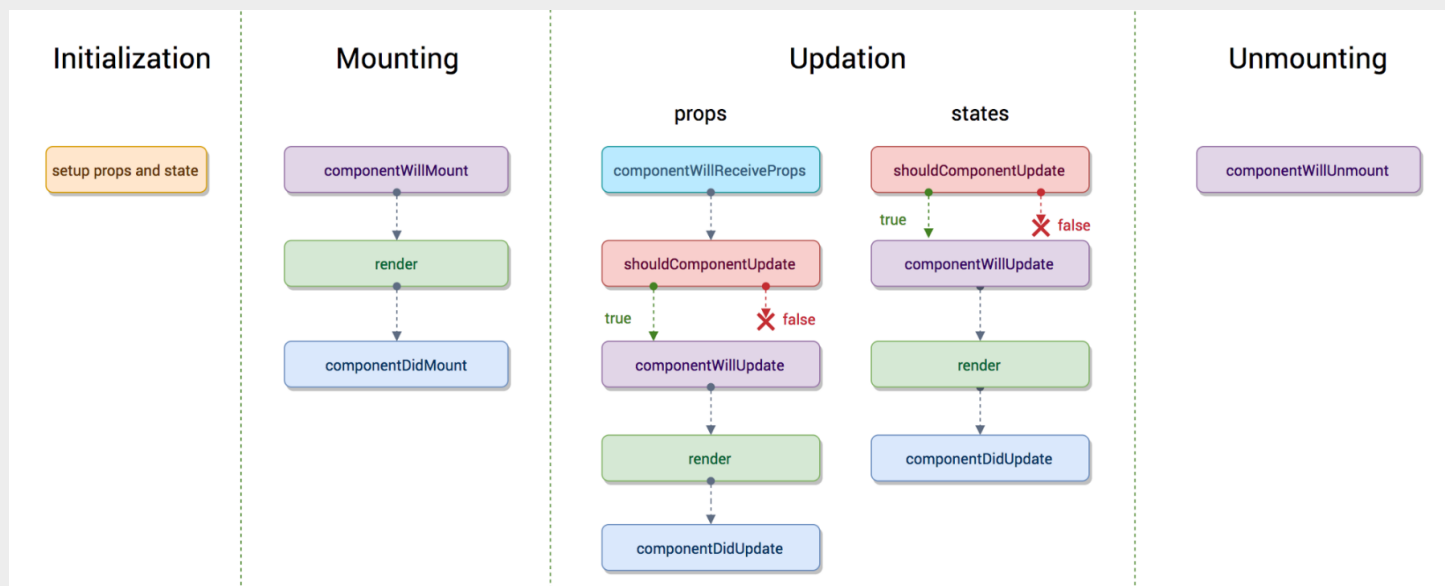 Initialization
setup props and state
Mounting
componentWillMount
render
componentDidMount
Updation
props
componentWillReceiveProps
shouldComponentUpdate
true
false
componentWillUpdate
render
componentDidUpdate
states
shouldComponentUpdate
true
false
componentWillUpdate
render
componentDidUpdate
Unmounting
componentWillUnmount